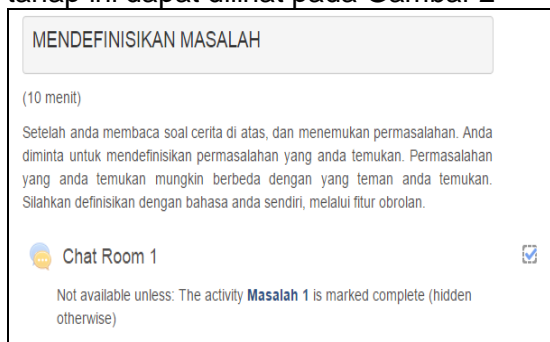 tahap ini dapat dilihat pada Gambar 2
MENDEFINISIKAN MASALAH
(10 menit)
Setelah anda membaca soal cerita di atas, dan menemukan permasalahan. Anda
diminta untuk mendefinisikan permasalahan yang anda temukan. Permasalahan
yang anda temukan mungkin berbeda dengan yang teman anda temukan.
Silahkan definisikan dengan bahasa anda sendiri, melalui fitur obrolan.
Chat Room 1
Not available unless: The activity Masalah 1 is marked complete (hidden
otherwise)